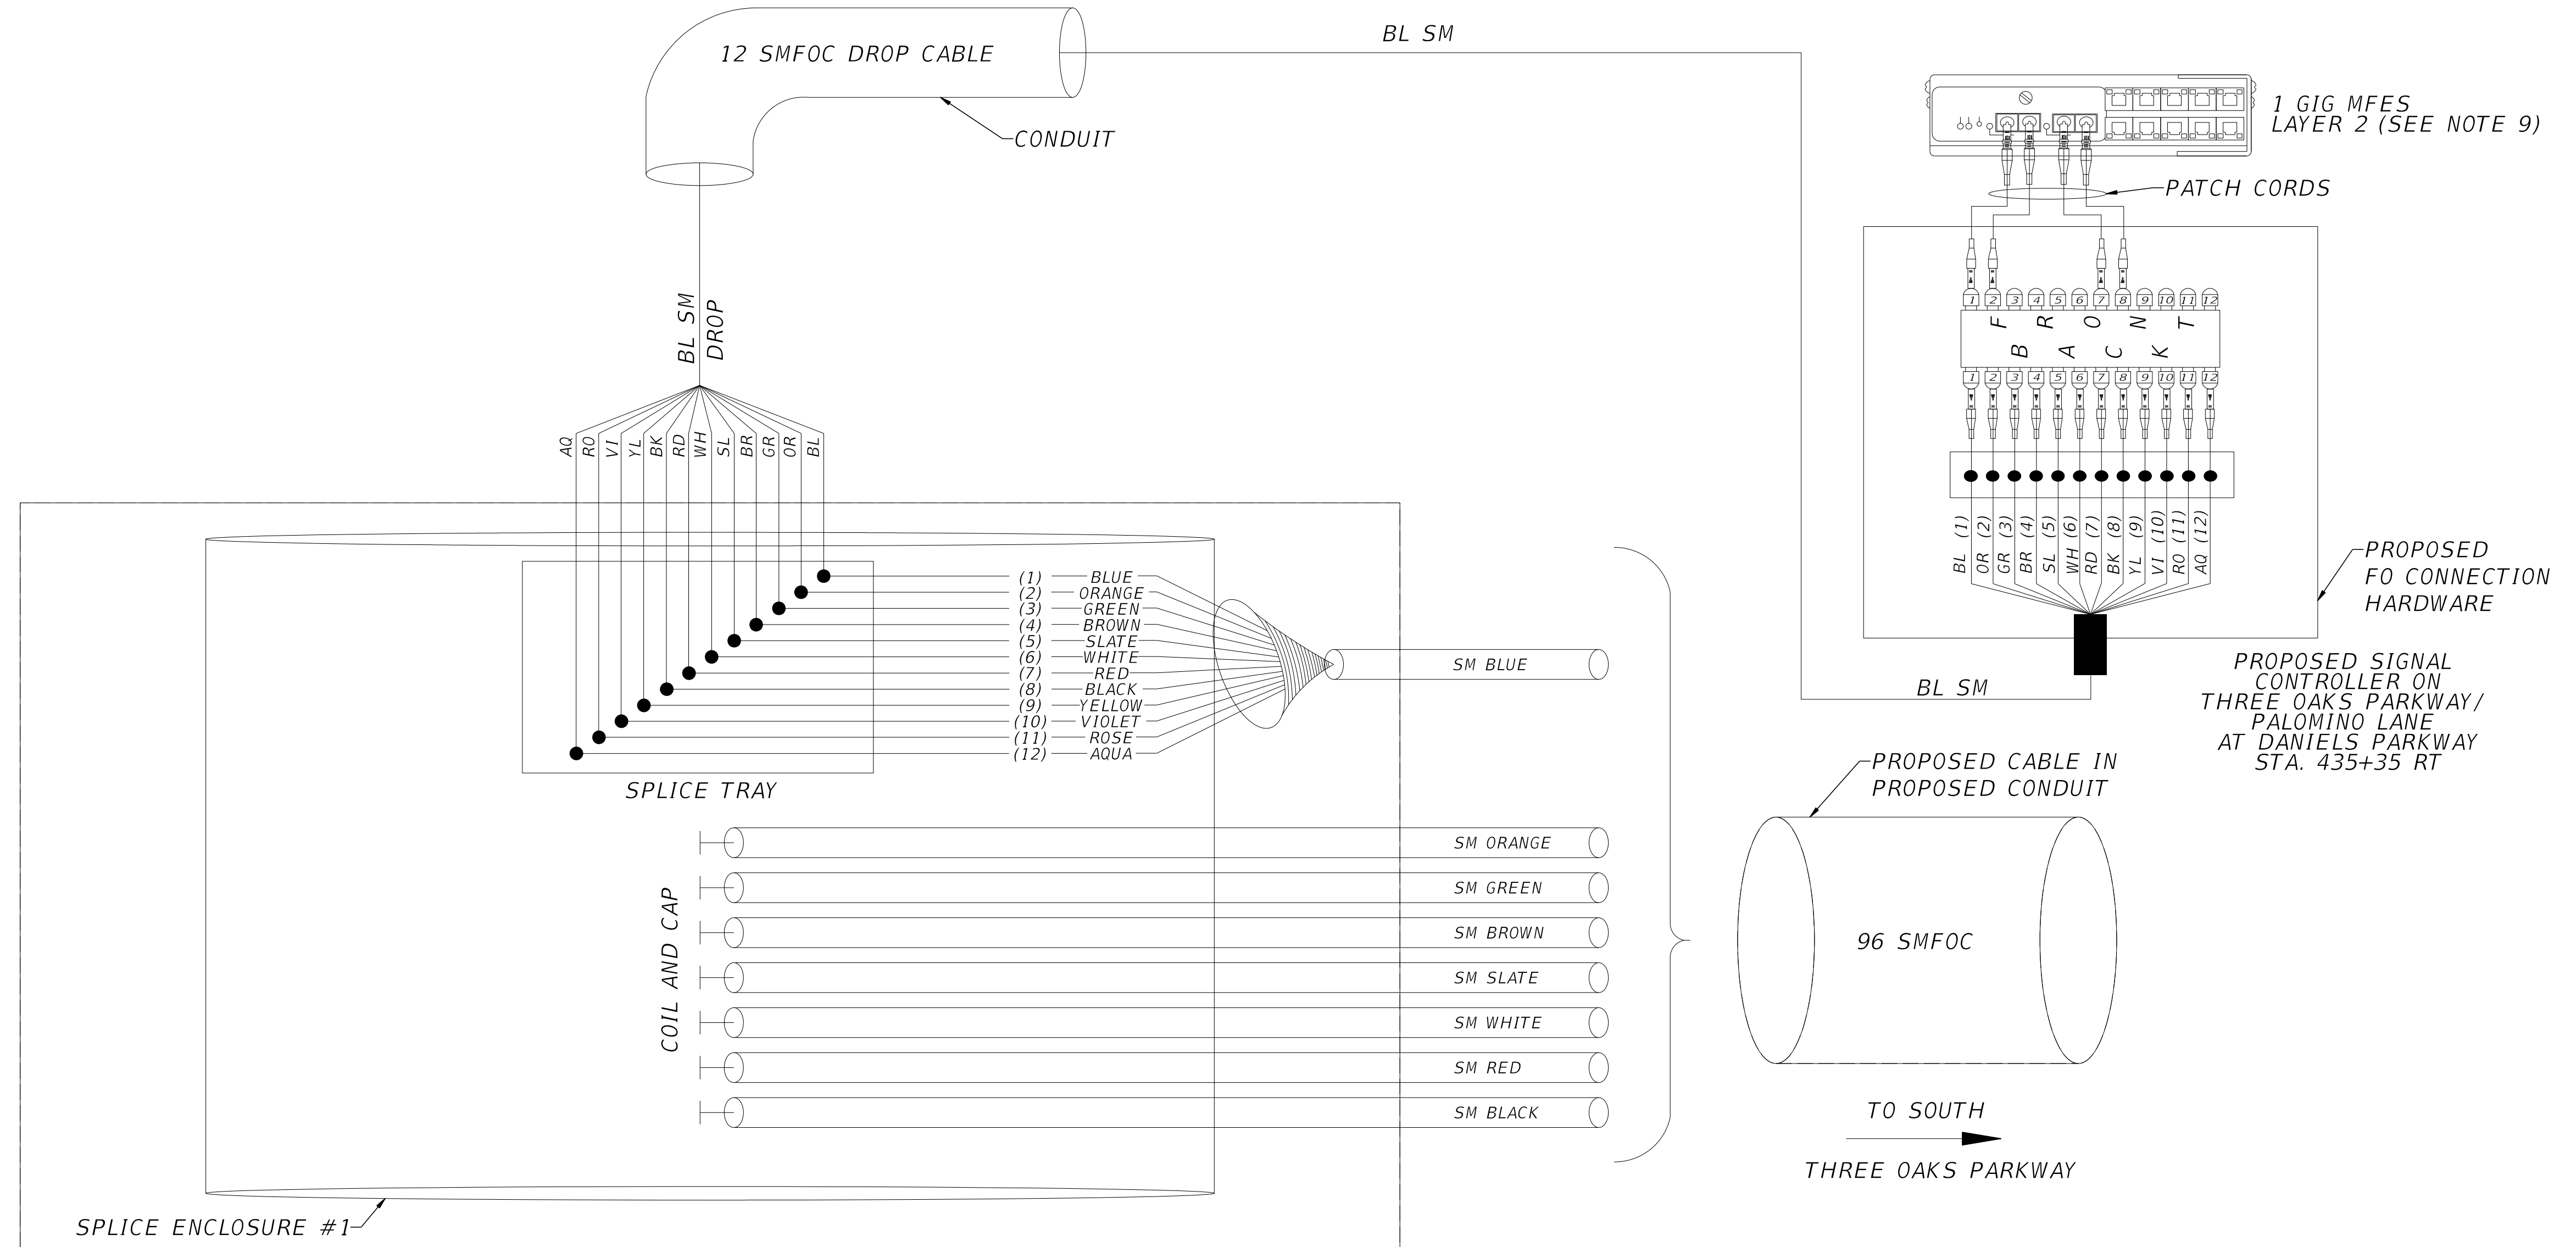 12 SMFOC DROP CABLE
CONDUIT
BL SM
1 GIG MFES
LAYER 2 (SEE NOTE 9)
PATCH CORDS
1 2 3 4 5 6 7 8 9 10 11 12
F R O N T
B A C K
1 2 3 4 5 6 7 8 9 10 11 12
BL (1)
OR (2)
GR (3)
BR (4)
SL (5)
WH (6)
RD (7)
BK (8)
YL (9)
VI (10)
RO (11)
AQ (12)
PROPOSED
FO CONNECTION
HARDWARE
BL SM
PROPOSED SIGNAL
CONTROLLER ON
THREE OAKS PARKWAY/
PALOMINO LANE
AT DANIELS PARKWAY
STA. 435+35 RT
BL SM
DROP
AQ
RO
VI
YL
BK
RD
WH
SL
BR
GR
OR
BL
(1) BLUE
(2) ORANGE
(3) GREEN
(4) BROWN
(5) SLATE
(6) WHITE
(7) RED
(8) BLACK
(9) YELLOW
(10) VIOLET
(11) ROSE
(12) AQUA
SPLICE TRAY
SM BLUE
SM ORANGE
SM GREEN
SM BROWN
SM SLATE
SM WHITE
SM RED
SM BLACK
COIL AND CAP
PROPOSED CABLE IN
PROPOSED CONDUIT
96 SMFOC
TO SOUTH
THREE OAKS PARKWAY
SPLICE ENCLOSURE #1